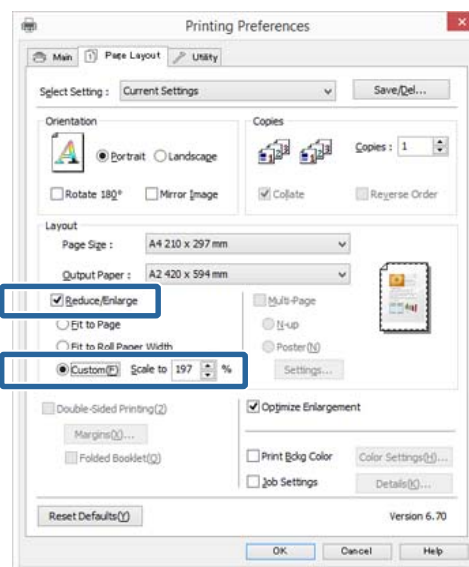 Printing Preferences
Main Page Layout Utility
Select Setting : Current Settings Save/Del...
Orientation Copies
Portrait Landscape Copies : 1
Rotate 180° Mirror Image Collate Reverse Order
Layout
Page Size : A4 210 x 297 mm
Output Paper : A2 420 x 594 mm
Reduce/Enlarge Multi-Page
Fit to Page N-up
Fit to Roll Paper Width Poster(N)
Custom(F) Scale to 197 % Settings...
Double-Sided Printing(Z) Optimize Enlargement
Margins(X)...
Folded Booklet(Q) Print Bckg Color Color Settings(H)...
Job Settings Details(K)...
Reset Defaults(Y) Version 6.70
OK Cancel Help